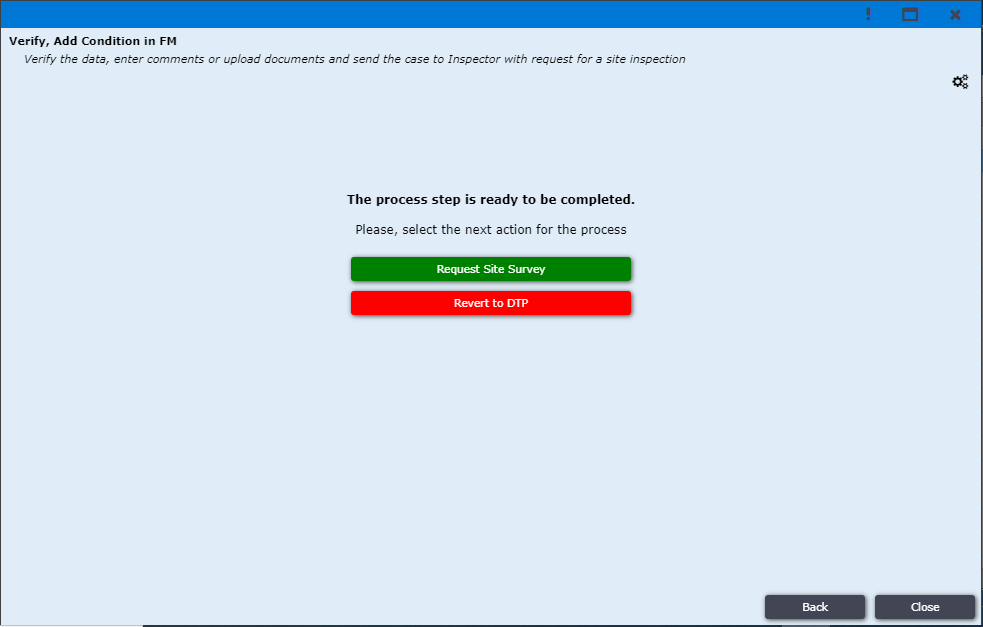 Verify, Add Condition in FM
Verify the data, enter comments or upload documents and send the case to Inspector with request for a site inspection
The process step is ready to be completed.
Please, select the next action for the process
Request Site Survey
Revert to DTP
Back
Close